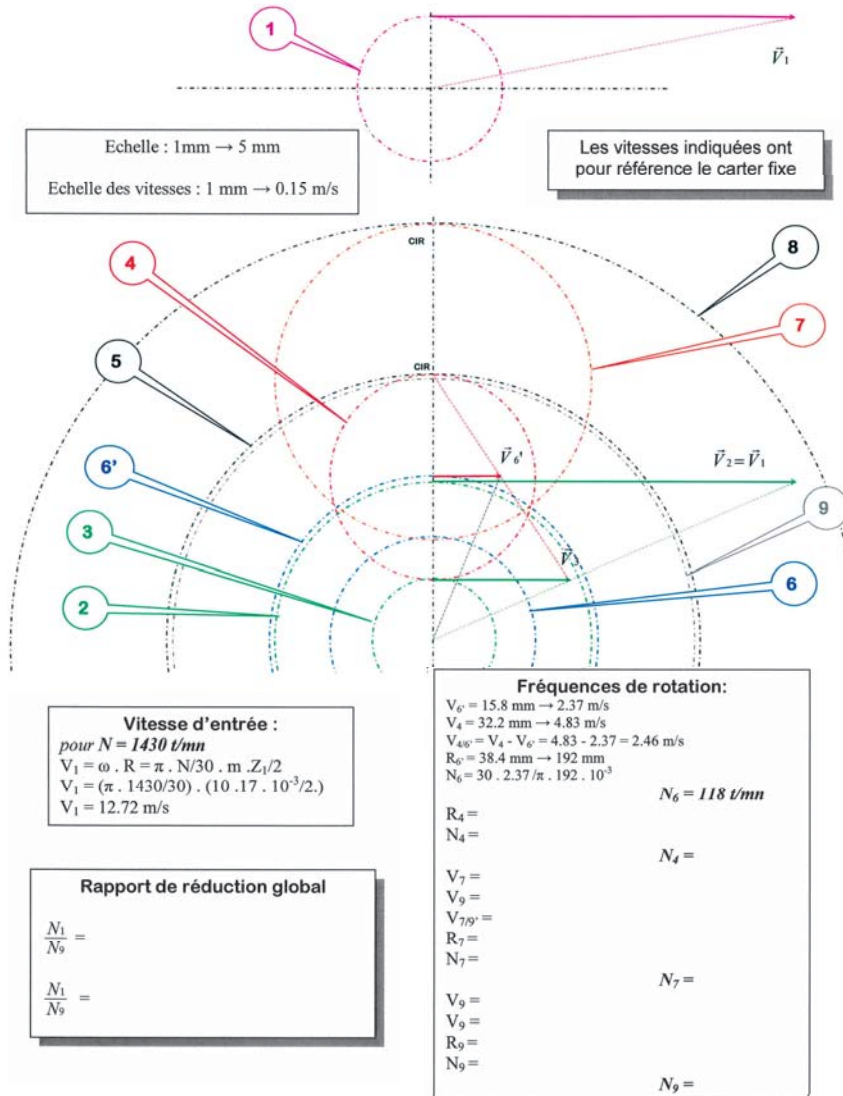 1
V⃗1
Echelle : 1mm → 5 mm
Echelle des vitesses : 1 mm → 0.15 m/s
Les vitesses indiquées ont
pour référence le carter fixe
CIR
8
4
7
5
CIR
V⃗6'
V⃗2 = V⃗1
6'
9
3
V⃗3
6
2
Vitesse d'entrée :
pour N = 1430 t/mn
V1 = ω . R = π . N/30 . m .Z1/2
V1 = (π . 1430/30) . (10 .17 . 10-3/2.)
V1 = 12.72 m/s
Rapport de réduction global
N1/N9 =
N1/N9 =
Fréquences de rotation:
V6' = 15.8 mm → 2.37 m/s
V4 = 32.2 mm → 4.83 m/s
V4/6' = V4 - V6' = 4.83 - 2.37 = 2.46 m/s
R6' = 38.4 mm → 192 mm
N6 = 30 . 2.37 /π . 192 . 10-3
N6 = 118 t/mn
R4 =
N4 =
N4 =
V7 =
V9 =
V7/9' =
R7 =
N7 =
N7 =
V9 =
V9 =
R9 =
N9 =
N9 =